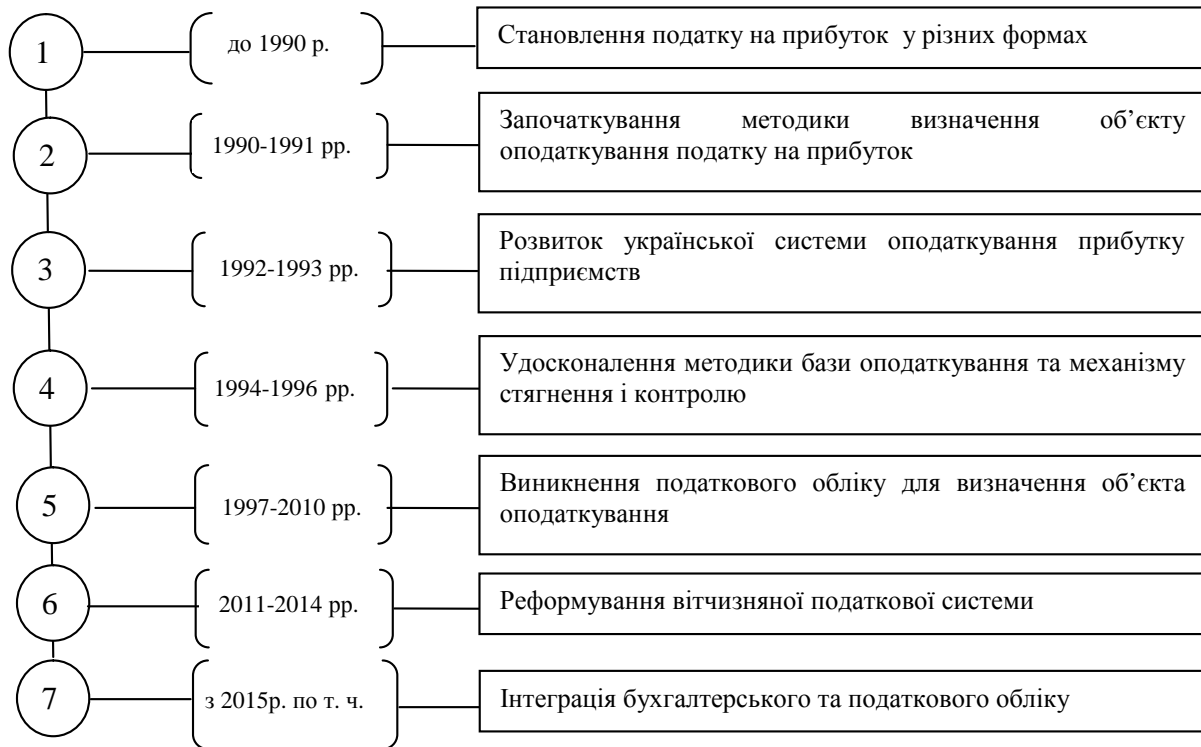 1
до 1990 р.
Становлення податку на прибуток у різних формах
2
1990-1991 рр.
Започаткування методики визначення об’єкту
оподаткування податку на прибуток
3
1992-1993 рр.
Розвиток української системи оподаткування прибутку
підприємств
4
1994-1996 рр.
Удосконалення методики бази оподаткування та механізму
стягнення і контролю
5
1997-2010 рр.
Виникнення податкового обліку для визначення об’єкта
оподаткування
6
2011-2014 рр.
Реформування вітчизняної податкової системи
7
з 2015р. по т. ч.
Інтеграція бухгалтерського та податкового обліку